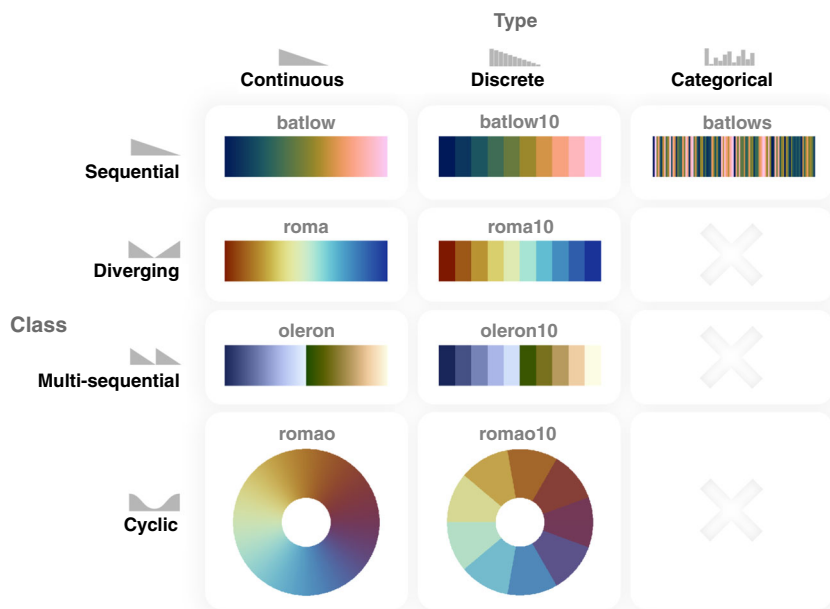 Type
Continuous
Discrete
Categorical
batlow
batlow10
batlows
Sequential
roma
roma10
Diverging
Class
oleron
oleron10
Multi-sequential
romao
romao10
Cyclic